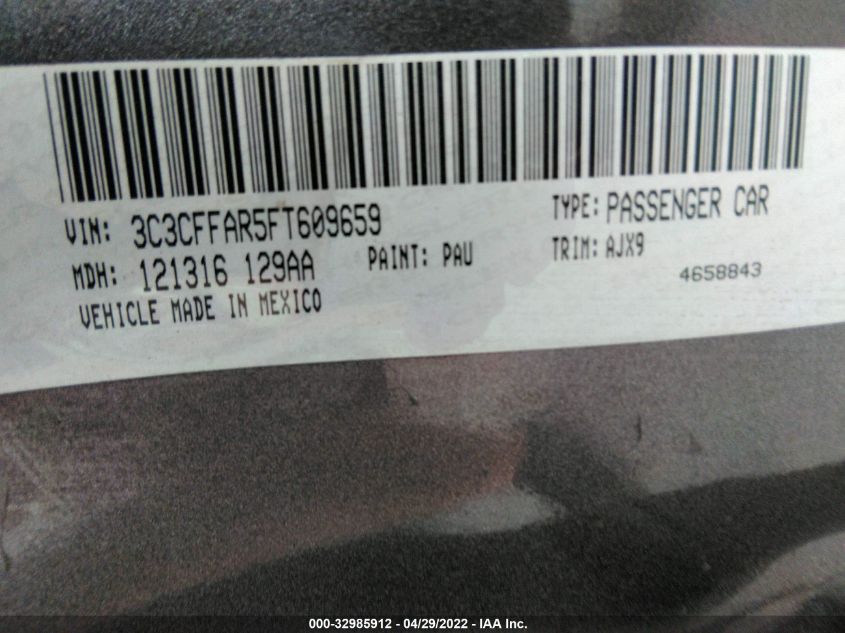 VIN: 3C3CFFAR5FT609659 TYPE: PASSENGER CAR
MDH: 121316 129AA PAINT: PAU TRIM: AJX9
VEHICLE MADE IN MEXICO 4658843
000-32985912 - 04/29/2022 - IAA Inc.